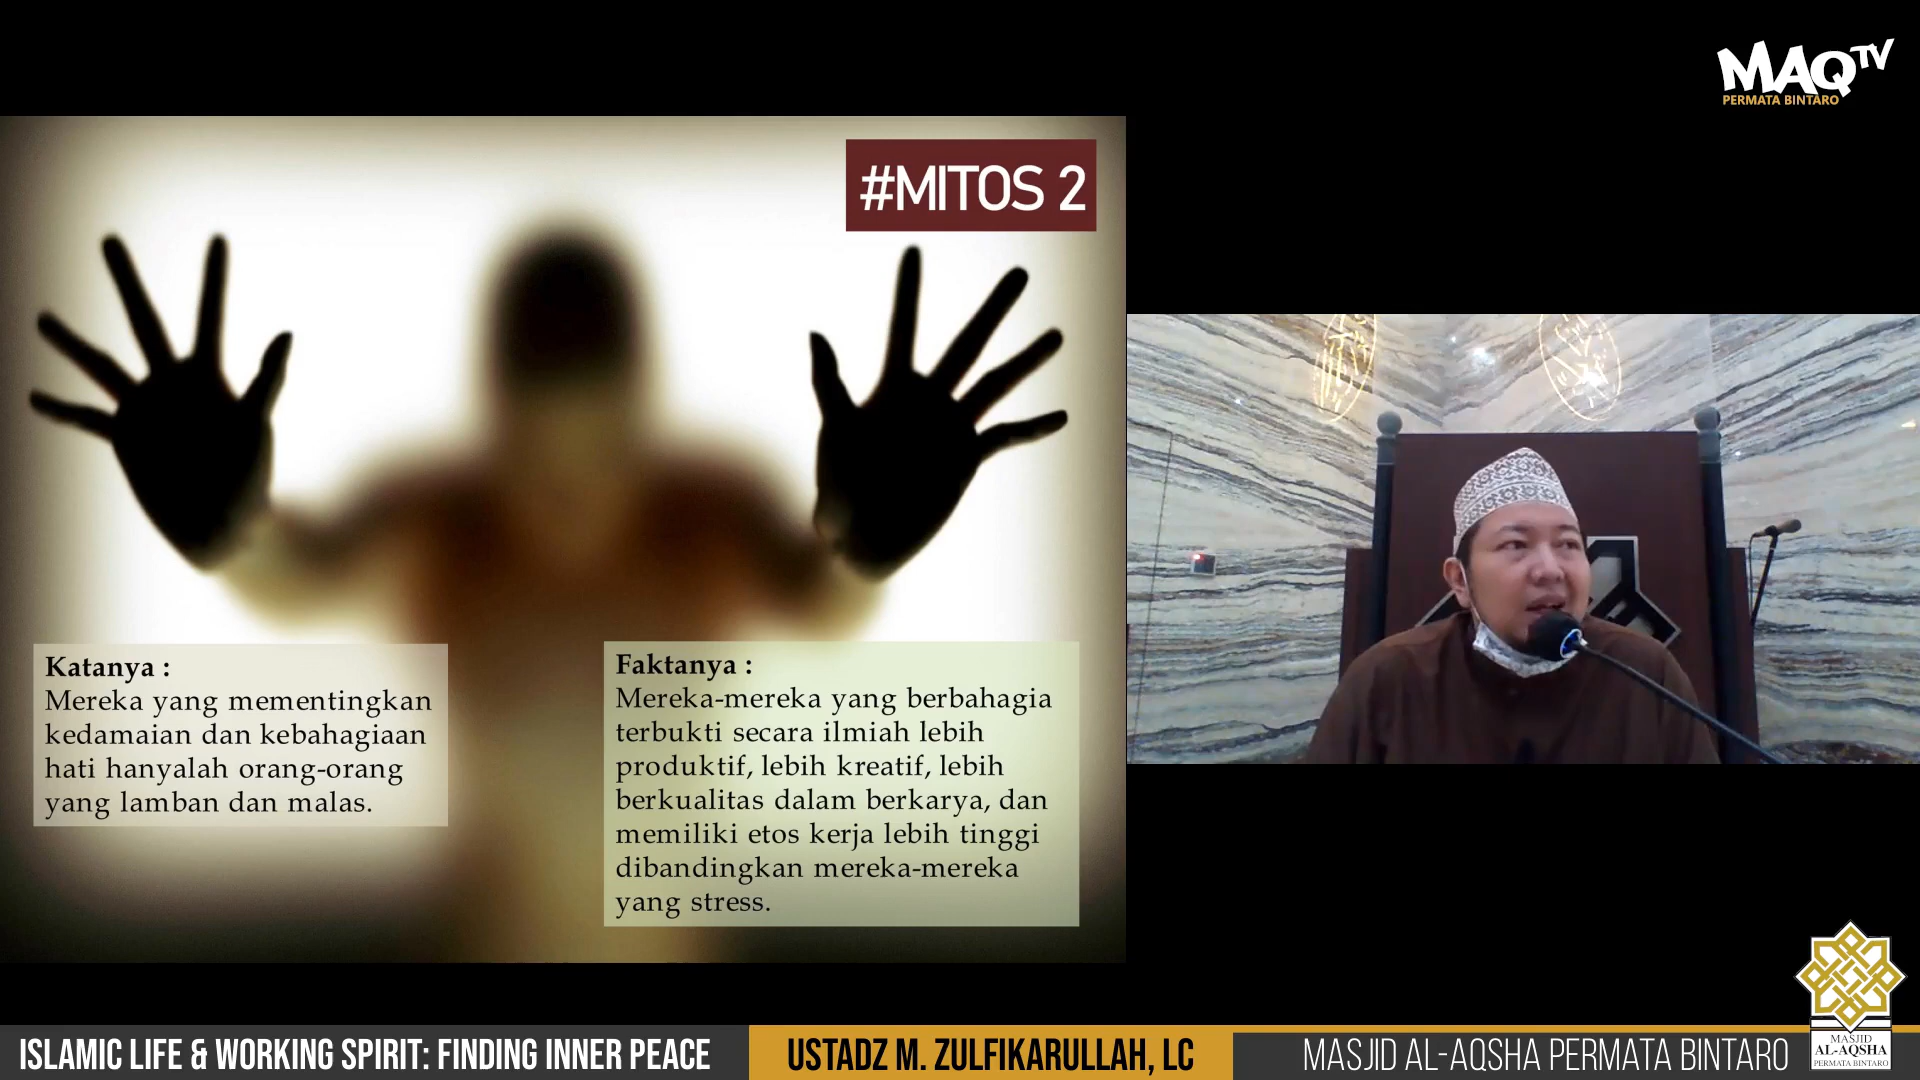 MAQTV
PERMATA BINTARO
#MITOS 2
Katanya :
Mereka yang mementingkan
kedamaian dan kebahagiaan
hati hanyalah orang-orang
yang lamban dan malas.
Faktanya :
Mereka-mereka yang berbahagia
terbukti secara ilmiah lebih
produktif, lebih kreatif, lebih
berkualitas dalam berkarya, dan
memiliki etos kerja lebih tinggi
dibandingkan mereka-mereka
yang stress.
ISLAMIC LIFE & WORKING SPIRIT: FINDING INNER PEACE
USTADZ M. ZULFIKARULLAH, LC
MASJID AL-AQSHA PERMATA BINTARO
MASJID
AL-AQSHA
PERMATA BINTARO